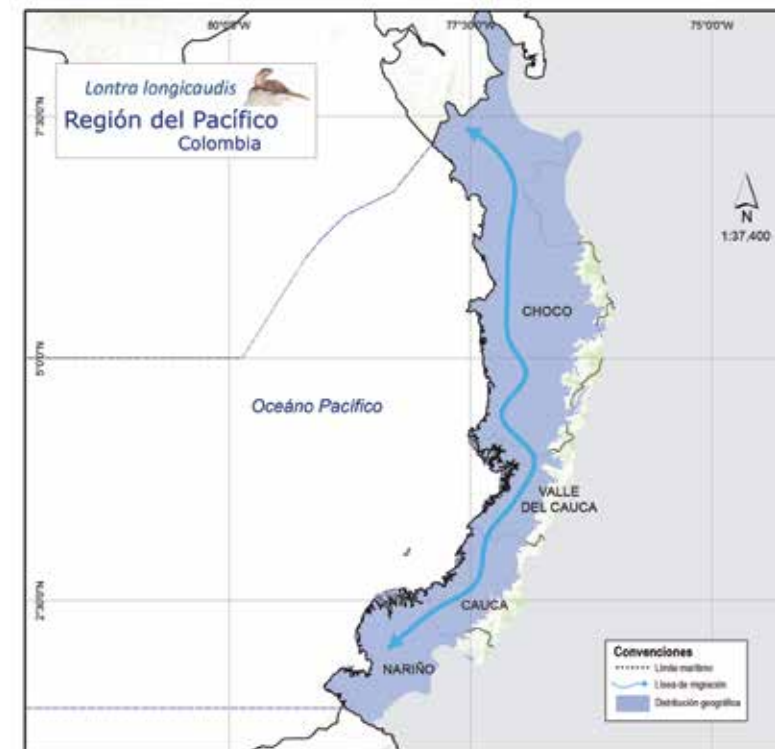 80°0'0"W
77°30'0"W
75°0'0"W
Lontra longicaudis
Región del Pacífico
Colombia
7°30'0"N
N
1:37,400
CHOCO
5°0'0"N
Oceáno Pacífico
VALLE
DEL CAUCA
2°30'0"N
CAUCA
NARIÑO
Convenciones
Límite marítimo
Línea de migración
Distribución geográfica